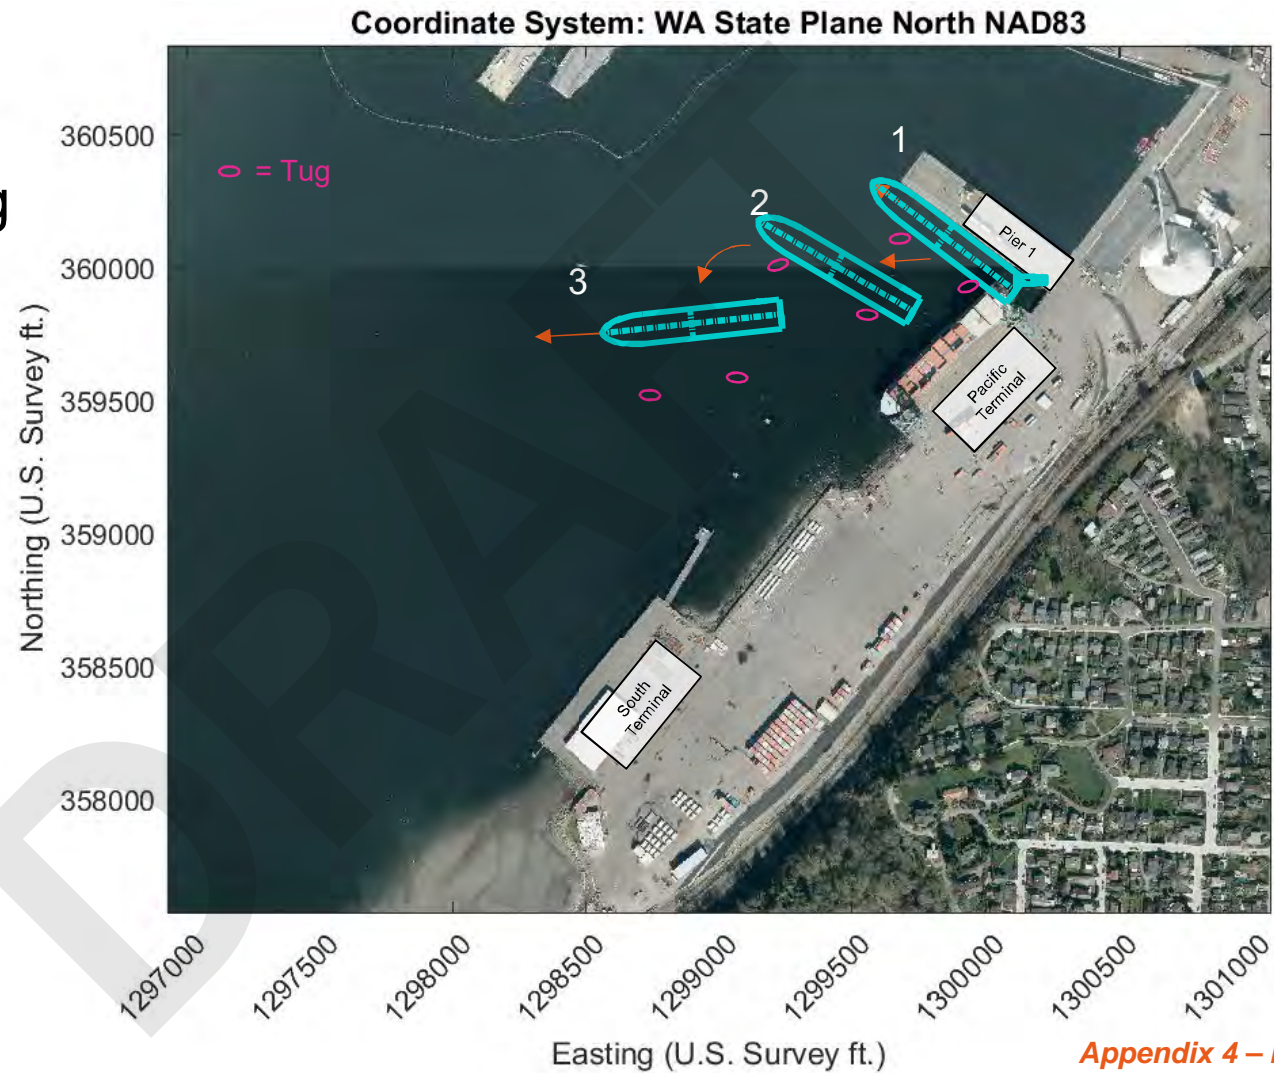 Coordinate System: WA State Plane North NAD83
g
= Tug
1
2
3
Pier 1
Pacific
Terminal
South
Terminal
Northing (U.S. Survey ft.)
360500
360000
359500
359000
358500
358000
1297000
1297500
1298000
1298500
1299000
1299500
1300000
1300500
1301000
Easting (U.S. Survey ft.)
Appendix 4 –
DRAFT